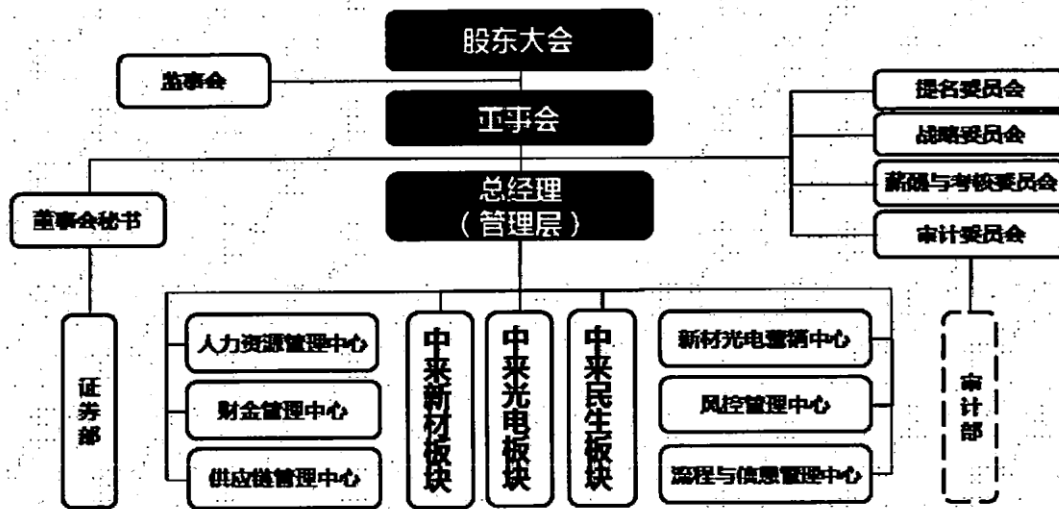 股东大会
监事会
董事会
提名委员会
战略委员会
薪酬与考核委员会
审计委员会
总经理
（管理层）
董事会秘书
证券部
人力资源管理中心
财金管理中心
供应链管理中心
中来新材板块
中来光电板块
中来民生板块
新材光电营销中心
风控管理中心
流程与信息管理中心
审计部